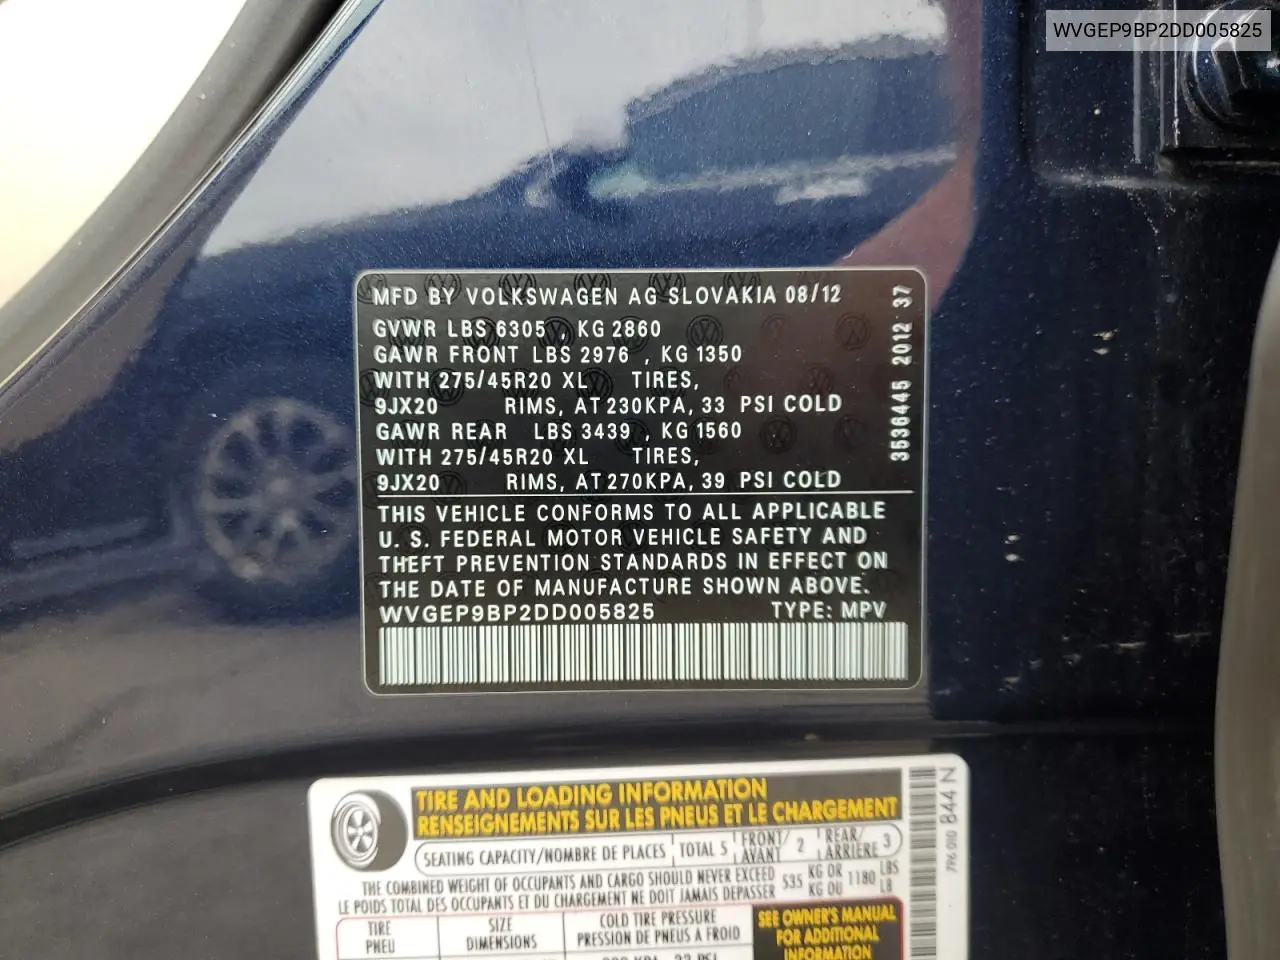 WVGEP9BP2DD005825
MFD BY VOLKSWAGEN AG SLOVAKIA 08/12
GVWR LBS 6305 , KG 2860
GAWR FRONT LBS 2976 , KG 1350
WITH 275/45R20 XL TIRES,
9JX20 RIMS, AT 230KPA, 33 PSI COLD
GAWR REAR LBS 3439 , KG 1560
WITH 275/45R20 XL TIRES,
9JX20 RIMS, AT 270KPA, 39 PSI COLD
3536445 2012 37
THIS VEHICLE CONFORMS TO ALL APPLICABLE
U. S. FEDERAL MOTOR VEHICLE SAFETY AND
THEFT PREVENTION STANDARDS IN EFFECT ON
THE DATE OF MANUFACTURE SHOWN ABOVE.
WVGEP9BP2DD005825 TYPE: MPV
TIRE AND LOADING INFORMATION
RENSEIGNEMENTS SUR LES PNEUS ET LE CHARGEMENT
SEATING CAPACITY/NOMBRE DE PLACES TOTAL 5 FRONT/ AVANT 2 REAR/ ARRIÈRE 3
THE COMBINED WEIGHT OF OCCUPANTS AND CARGO SHOULD NEVER EXCEED 535 KG OR 1180 LBS
LE POIDS TOTAL DES OCCUPANTS ET DU CHARGEMENT NE DOIT JAMAIS DEPASSER KG OU LB
TIRE
PNEU
SIZE
DIMENSIONS
COLD TIRE PRESSURE
PRESSION DE PNEUS A FROID
SEE OWNER'S MANUAL
FOR ADDITIONAL
INFORMATION
7P6 010 844 N